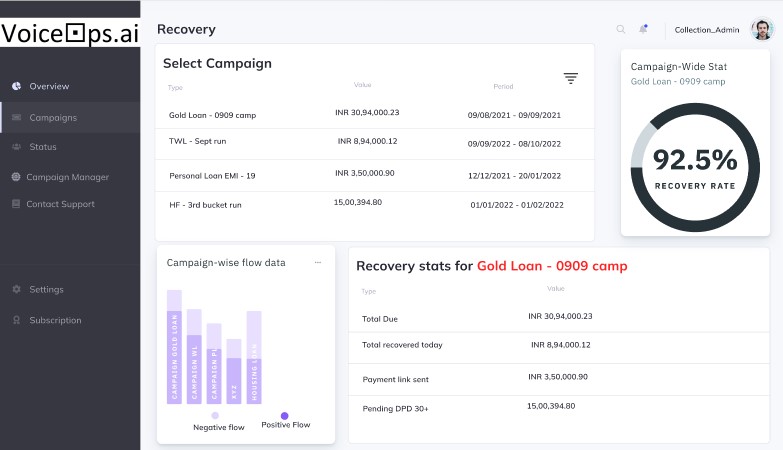 VoiceOps.ai
Overview
Campaigns
Status
Campaign Manager
Contact Support
Settings
Subscription
Recovery
Collection_Admin
Select Campaign
Type Value Period
Gold Loan - 0909 camp INR 30,94,000.23 09/08/2021 - 09/09/2021
TWL - Sept run INR 8,94,000.12 09/09/2022 - 08/10/2022
Personal Loan EMI - 19 INR 3,50,000.90 12/12/2021 - 20/01/2022
HF - 3rd bucket run 15,00,394.80 01/01/2022 - 01/02/2022
Campaign-Wide Stat
Gold Loan - 0909 camp
92.5%
RECOVERY RATE
Campaign-wise flow data
CAMPAIGN GOLD LOAN
CAMPAIGN WL
CAMPAIGN PL
XYZ
HOUSING LOAN
Negative flow
Positive Flow
Recovery stats for Gold Loan - 0909 camp
Type Value
Total Due INR 30,94,000.23
Total recovered today INR 8,94,000.12
Payment link sent INR 3,50,000.90
Pending DPD 30+ 15,00,394.80